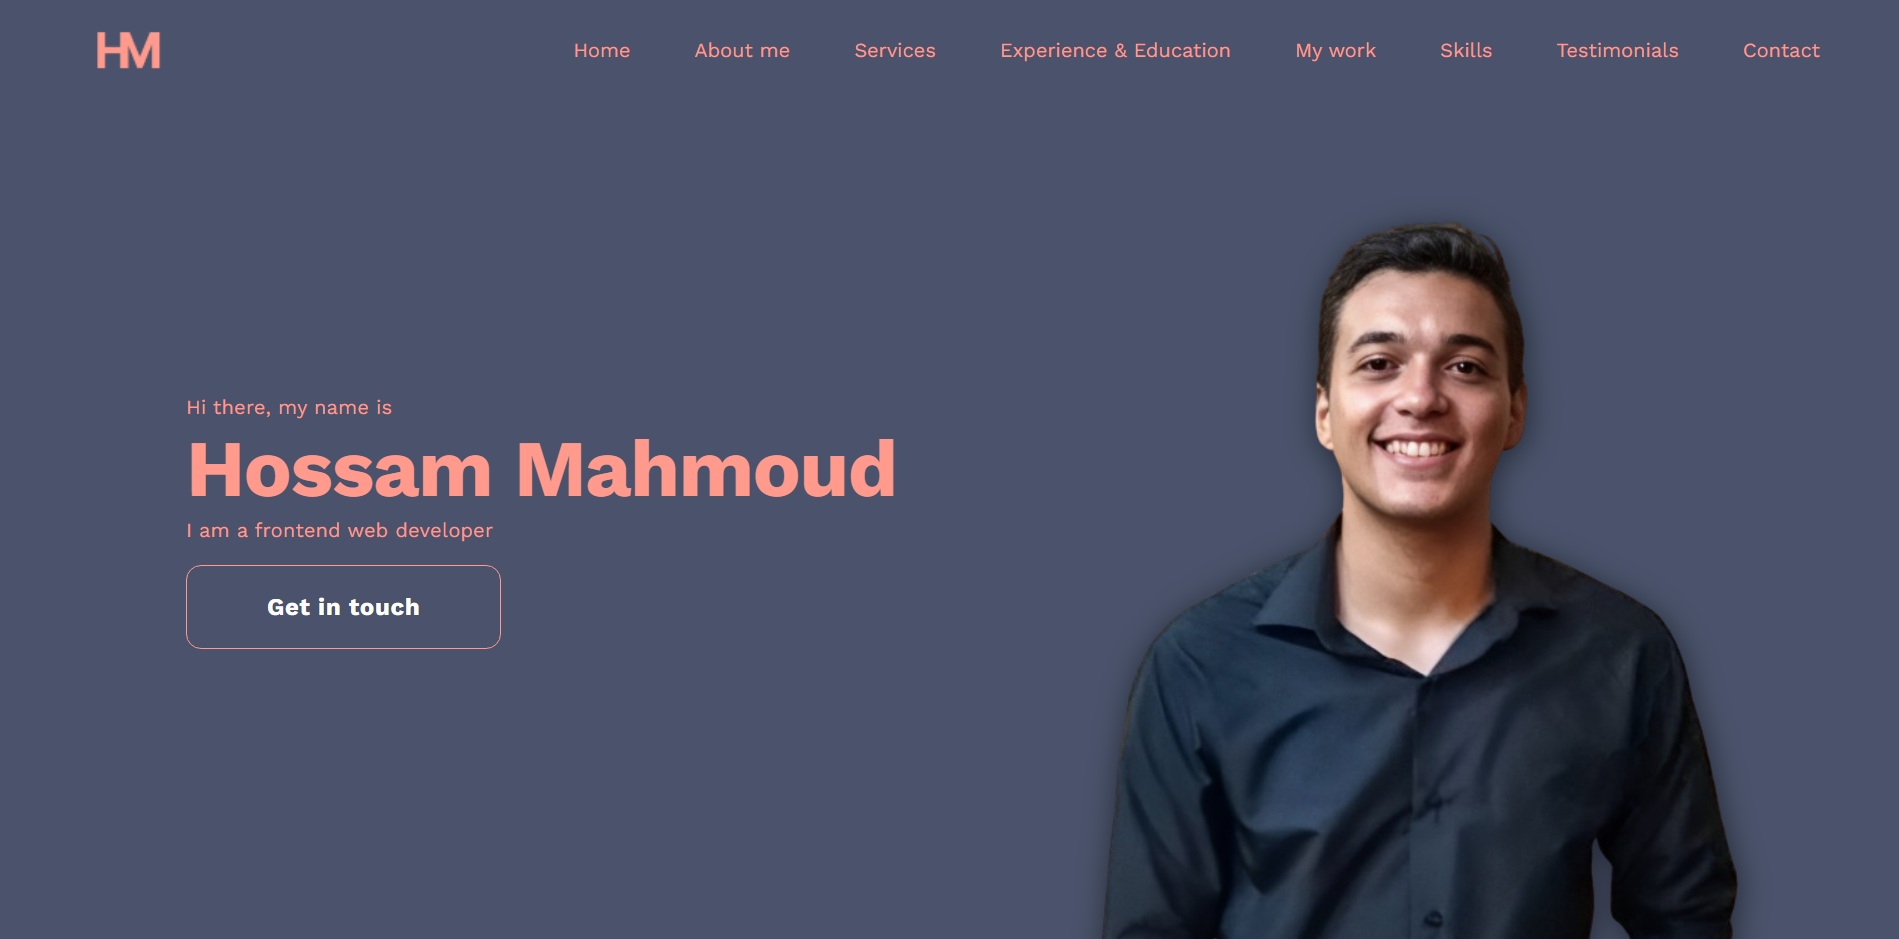 HM
Home About me Services Experience & Education My work Skills Testimonials Contact
Hi there, my name is
Hossam Mahmoud
I am a frontend web developer
Get in touch